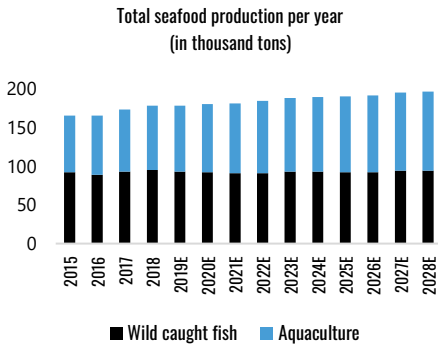 Total seafood production per year
(in thousand tons)
200
150
100
50
0
2015
2016
2017
2018
2019E
2020E
2021E
2022E
2023E
2024E
2025E
2026E
2027E
2028E
Wild caught fish
Aquaculture